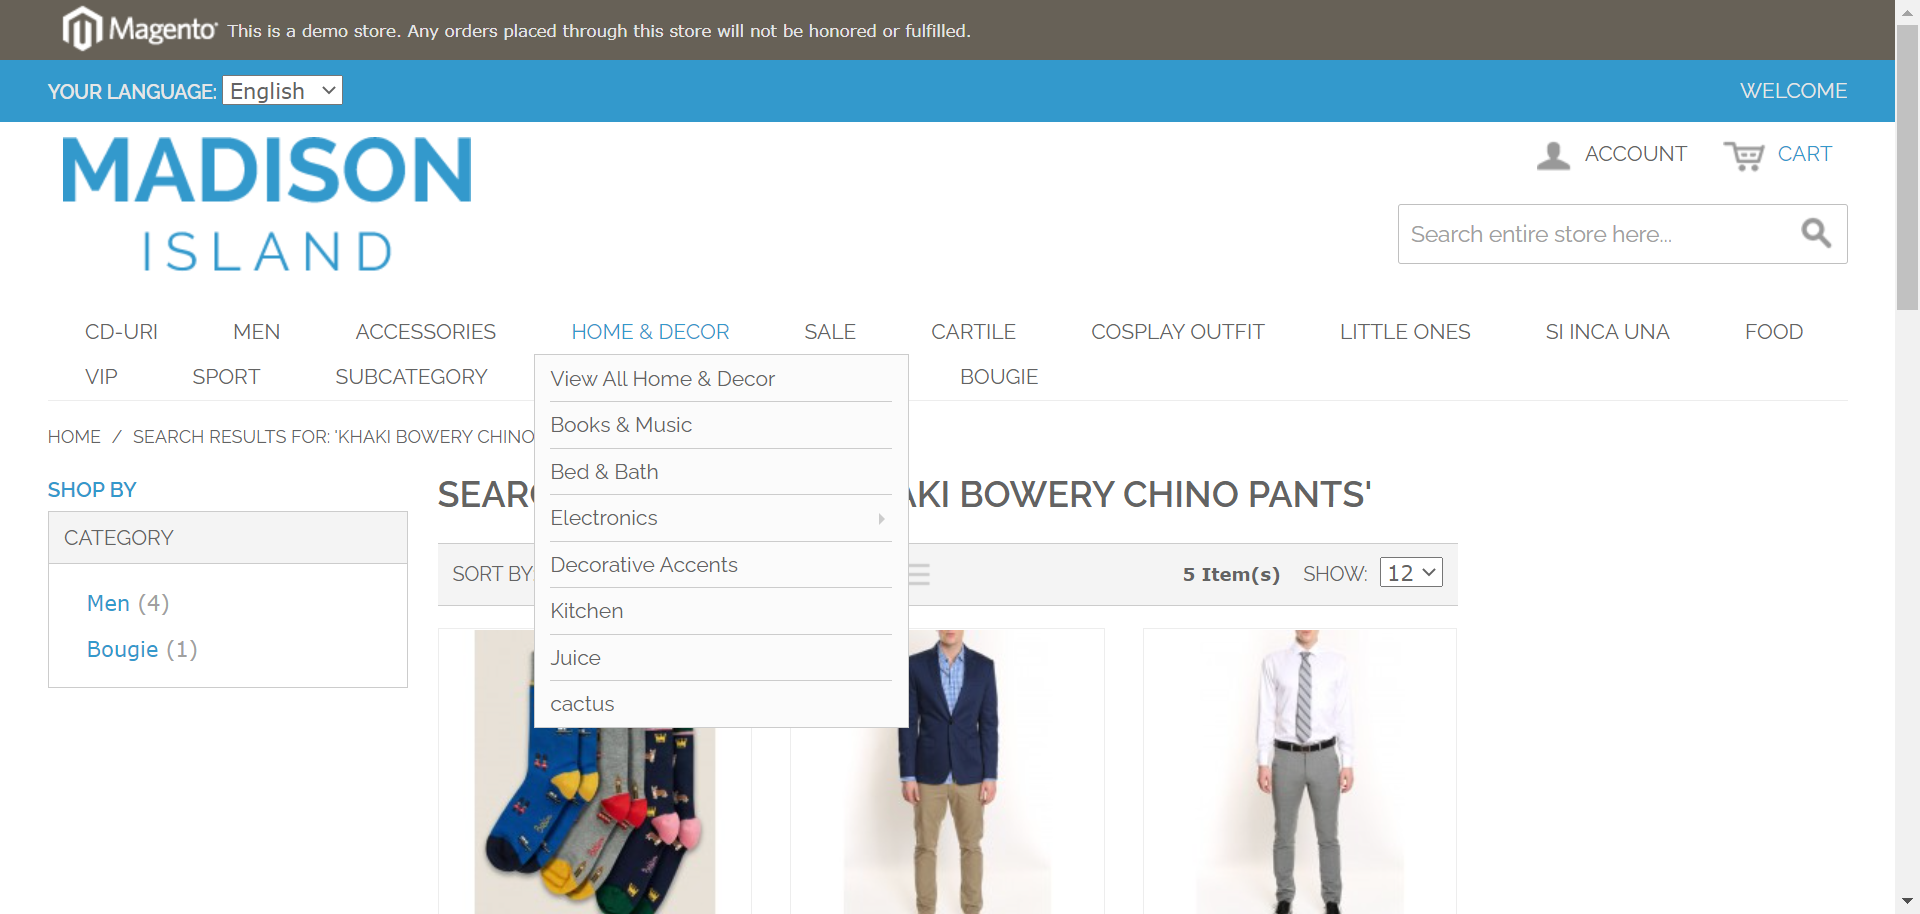 Magento This is a demo store. Any orders placed through this store will not be honored or fulfilled.
YOUR LANGUAGE: English WELCOME
MADISON
ISLAND
ACCOUNT CART
Search entire store here...
CD-URI MEN ACCESSORIES HOME & DECOR SALE CARTILE COSPLAY OUTFIT LITTLE ONES SI INCA UNA FOOD
VIP SPORT SUBCATEGORY BOUGIE
View All Home & Decor
Books & Music
Bed & Bath
Electronics
Decorative Accents
Kitchen
Juice
cactus
HOME / SEARCH RESULTS FOR: 'KHAKI BOWERY CHINO
SHOP BY
CATEGORY
Men (4)
Bougie (1)
SEAR AKI BOWERY CHINO PANTS'
SORT BY 5 Item(s) SHOW: 12